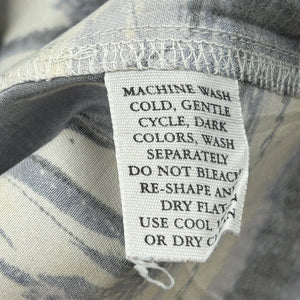 MACHINE WASH
COLD, GENTLE
CYCLE, DARK
COLORS, WASH
SEPARATELY
DO NOT BLEACH
RE-SHAPE AND
DRY FLAT
USE COOL
OR DRY